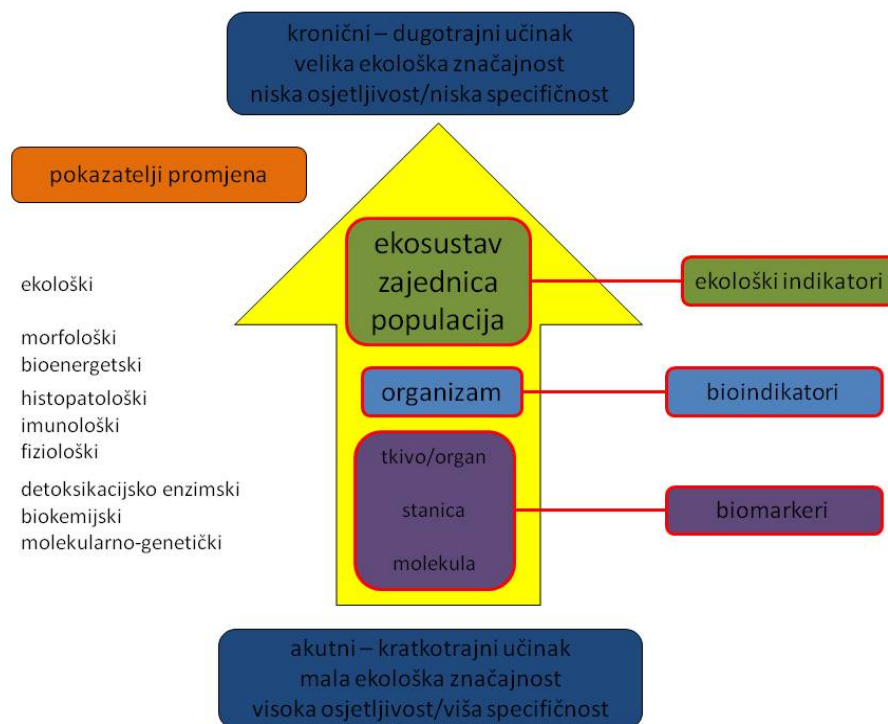 kronični – dugotrajni učinak
velika ekološka značajnost
niska osjetljivost/niska specifičnost
pokazatelji promjena
ekološki
morfološki
bioenergetski
histopatološki
imunološki
fiziološki
detoksikacijsko enzimski
biokemijski
molekularno-genetički
ekosustav
zajednica
populacija
organizam
tkivo/organ
stanica
molekula
ekološki indikatori
bioindikatori
biomarkeri
akutni – kratkotrajni učinak
mala ekološka značajnost
visoka osjetljivost/viša specifičnost